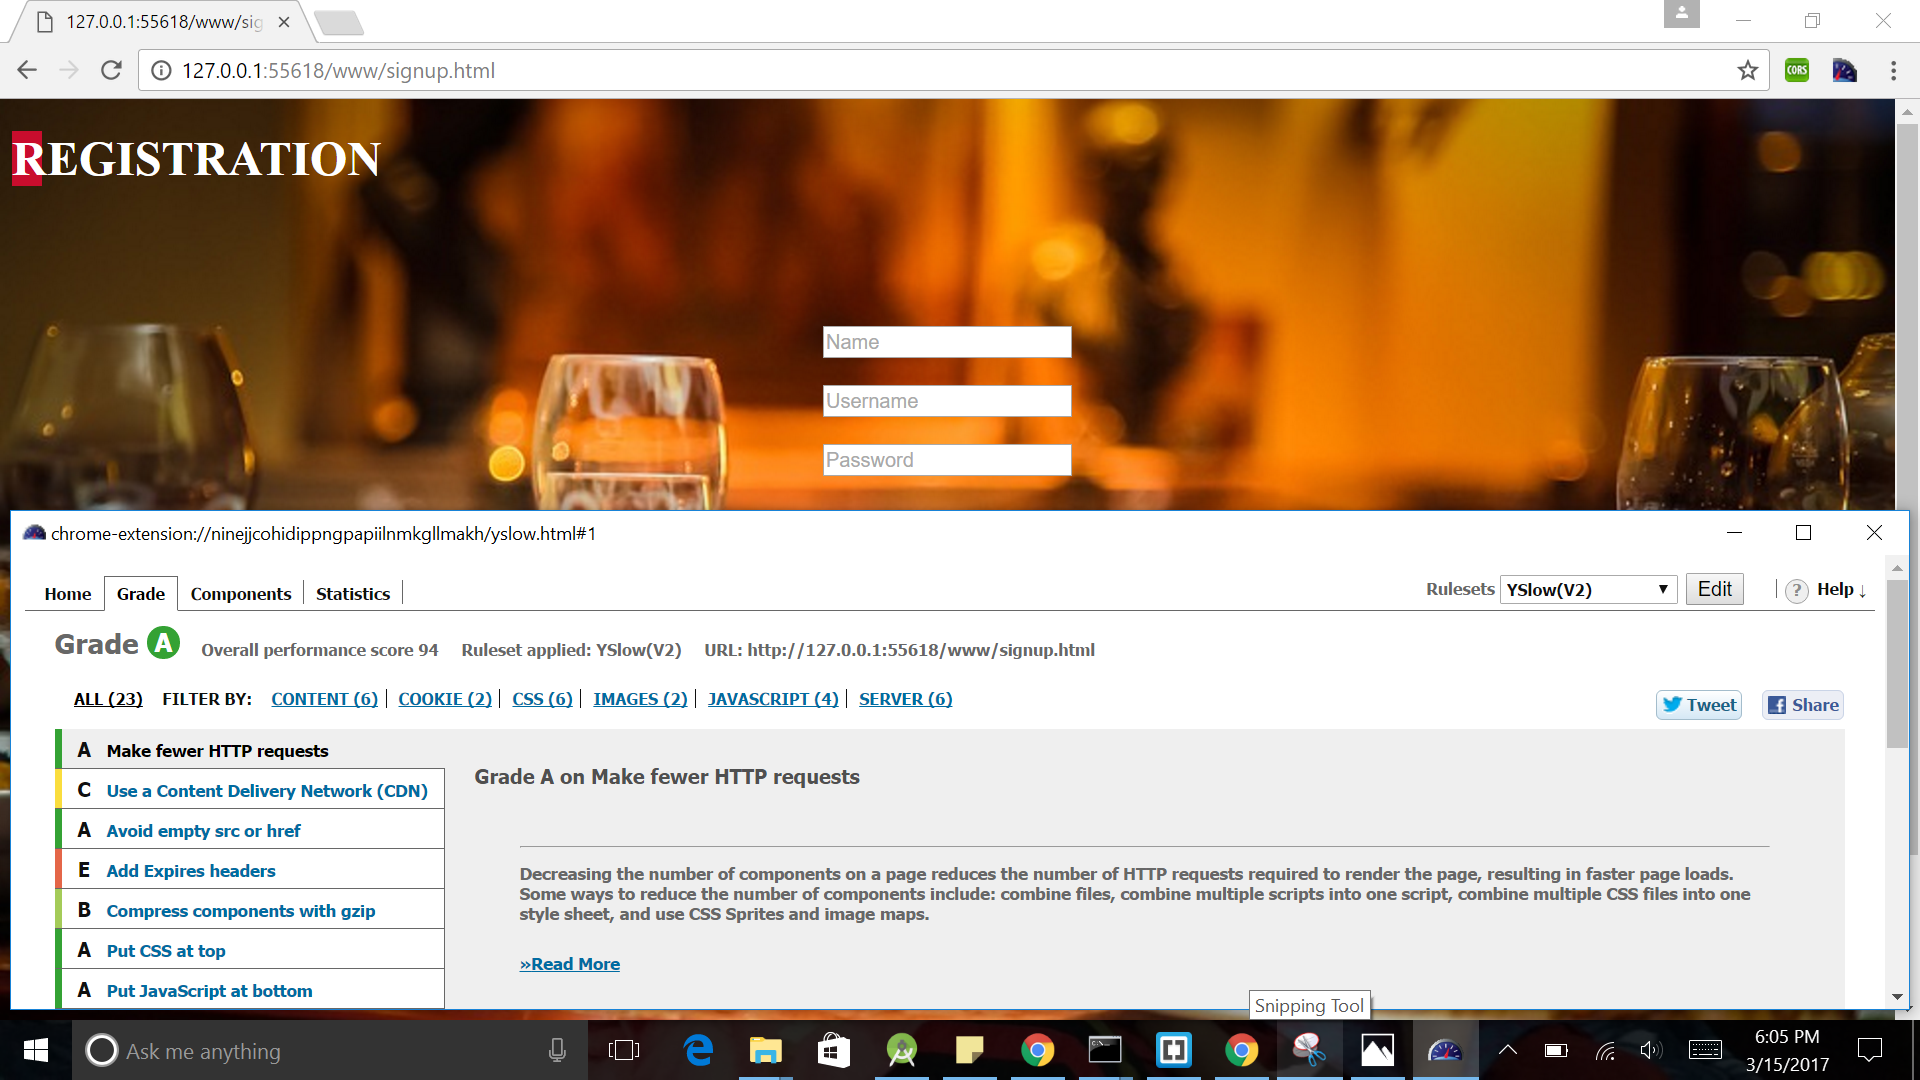 127.0.0.1:55618/www/sig
127.0.0.1:55618/www/signup.html
CORS
REGISTRATION
Name
Username
Password
chrome-extension://ninejjcohidippngpapiilnmkgllmakh/yslow.html#1
Home Grade Components Statistics
Rulesets YSlow(V2) Edit ? Help ↓
Grade A Overall performance score 94 Ruleset applied: YSlow(V2) URL: http://127.0.0.1:55618/www/signup.html
ALL (23) FILTER BY: CONTENT (6) COOKIE (2) CSS (6) IMAGES (2) JAVASCRIPT (4) SERVER (6)
Tweet Share
A Make fewer HTTP requests
C Use a Content Delivery Network (CDN)
A Avoid empty src or href
E Add Expires headers
B Compress components with gzip
A Put CSS at top
A Put JavaScript at bottom
Grade A on Make fewer HTTP requests
Decreasing the number of components on a page reduces the number of HTTP requests required to render the page, resulting in faster page loads.
Some ways to reduce the number of components include: combine files, combine multiple scripts into one script, combine multiple CSS files into one
style sheet, and use CSS Sprites and image maps.
»Read More
Snipping Tool
Ask me anything
6:05 PM
3/15/2017